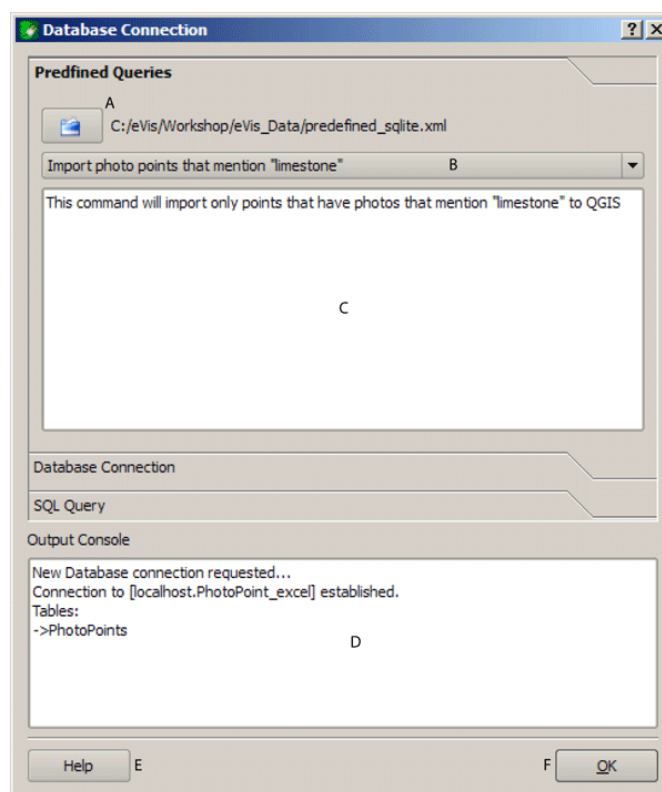 Database Connection
Predfined Queries
A
C:/eVis/Workshop/eVis_Data/predefined_sqlite.xml
Import photo points that mention "limestone" B
This command will import only points that have photos that mention "limestone" to QGIS
C
Database Connection
SQL Query
Output Console
New Database connection requested...
Connection to [localhost.PhotoPoint_excel] established.
Tables:
->PhotoPoints
D
Help E F OK